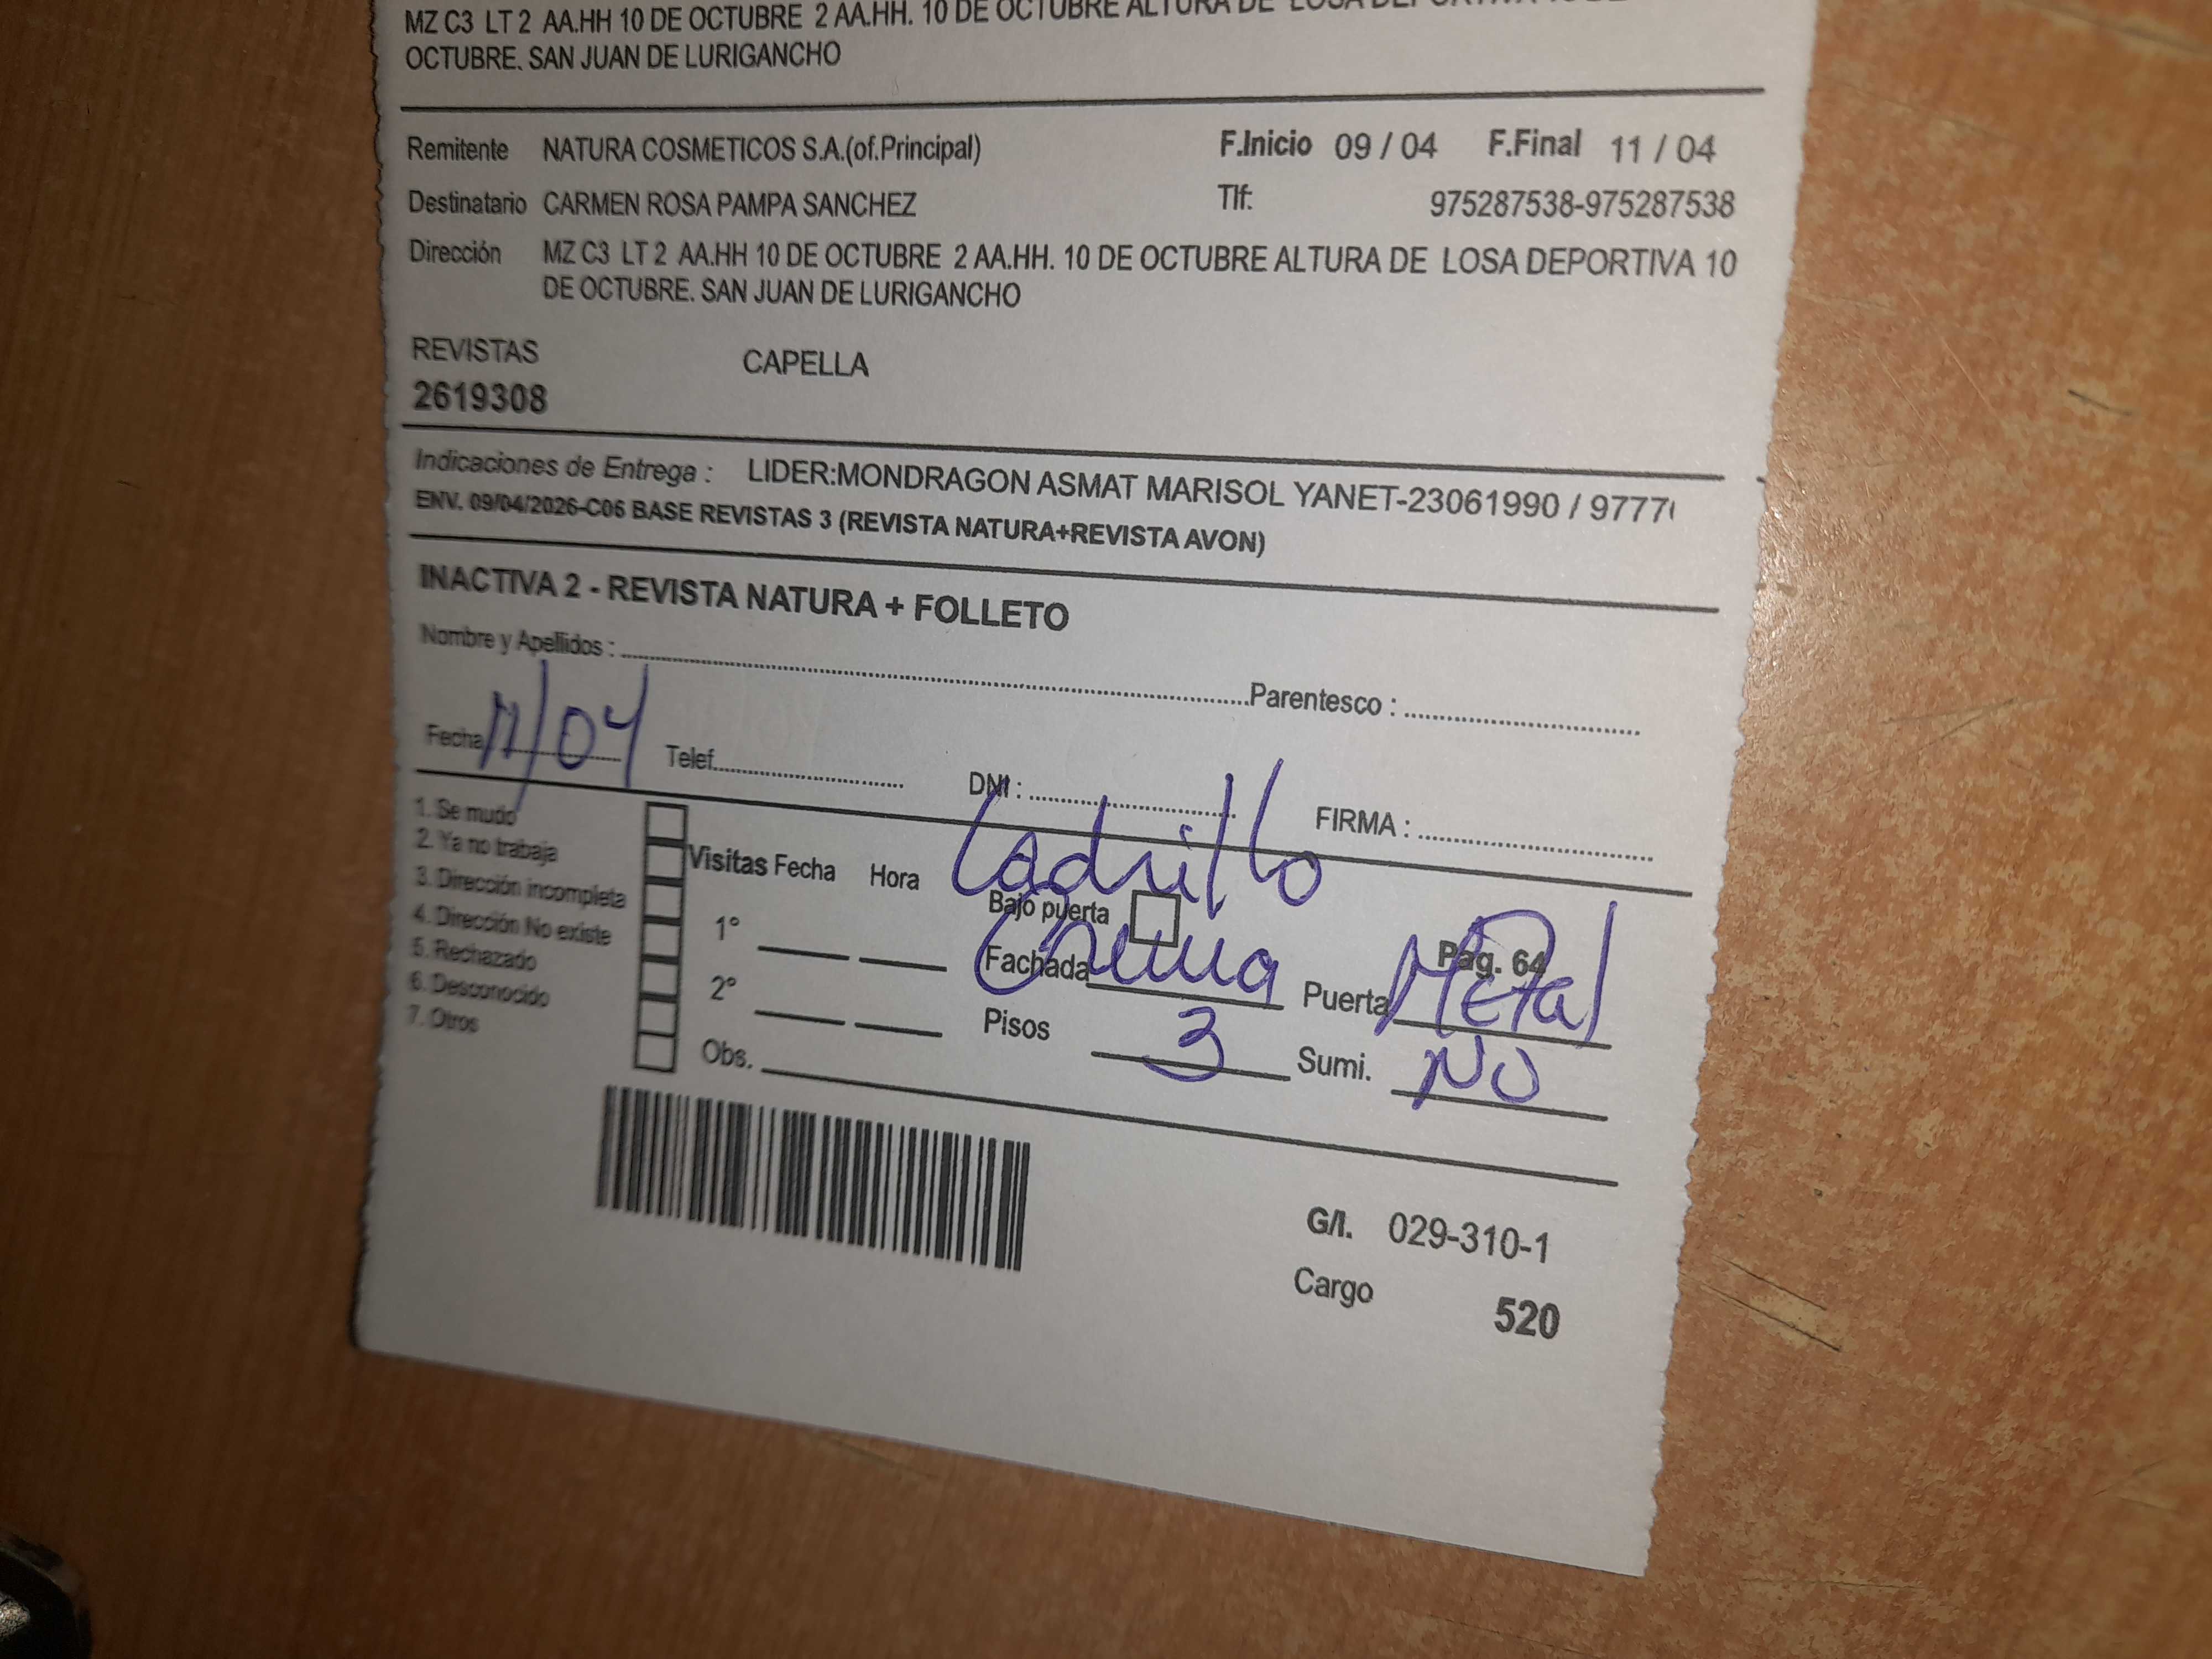 MZ C3 LT 2 AA.HH 10 DE OCTUBRE 2 AA.HH. 10 DE OCTUBRE ALTURA DE LOSA DEPORTIVA
OCTUBRE. SAN JUAN DE LURIGANCHO
Remitente NATURA COSMETICOS S.A.(of.Principal) F.Inicio 09 / 04 F.Final 11 / 04
Destinatario CARMEN ROSA PAMPA SANCHEZ Tlf: 975287538-975287538
Dirección MZ C3 LT 2 AA.HH 10 DE OCTUBRE 2 AA.HH. 10 DE OCTUBRE ALTURA DE LOSA DEPORTIVA 10
DE OCTUBRE. SAN JUAN DE LURIGANCHO
REVISTAS CAPELLA
2619308
Indicaciones de Entrega : LIDER:MONDRAGON ASMAT MARISOL YANET-23061990 / 9777
ENV. 09/04/2026-C06 BASE REVISTAS 3 (REVISTA NATURA+REVISTA AVON)
INACTIVA 2 - REVISTA NATURA + FOLLETO
Nombre y Apellidos : Parentesco :
Fecha 11/04 Telef. DNI : FIRMA :
1. Se mudo
2. Ya no trabaja
3. Dirección incompleta
4. Dirección No existe
5. Rechazado
6. Desconocido
7. Otros
Visitas Fecha Hora Ladrillo
Bajo puerta
1° Fachada Crema Puerta Metal Pag. 64
2° Pisos 3 Sumi. NO
Obs.
G/I. 029-310-1
Cargo 520